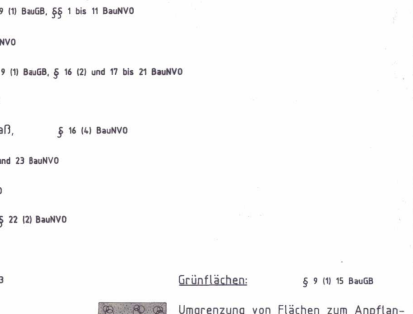 9 (1) BauGB, §§ 1 bis 11 BauNVO
NVO
9 (1) BauGB, § 16 (2) und 17 bis 21 BauNVO
aß, § 16 (4) BauNVO
und 23 BauNVO
O
§ 22 (2) BauNVO
B
Grünflächen: § 9 (1) 15 BauGB
Umgrenzung von Flächen zum Anpflan-